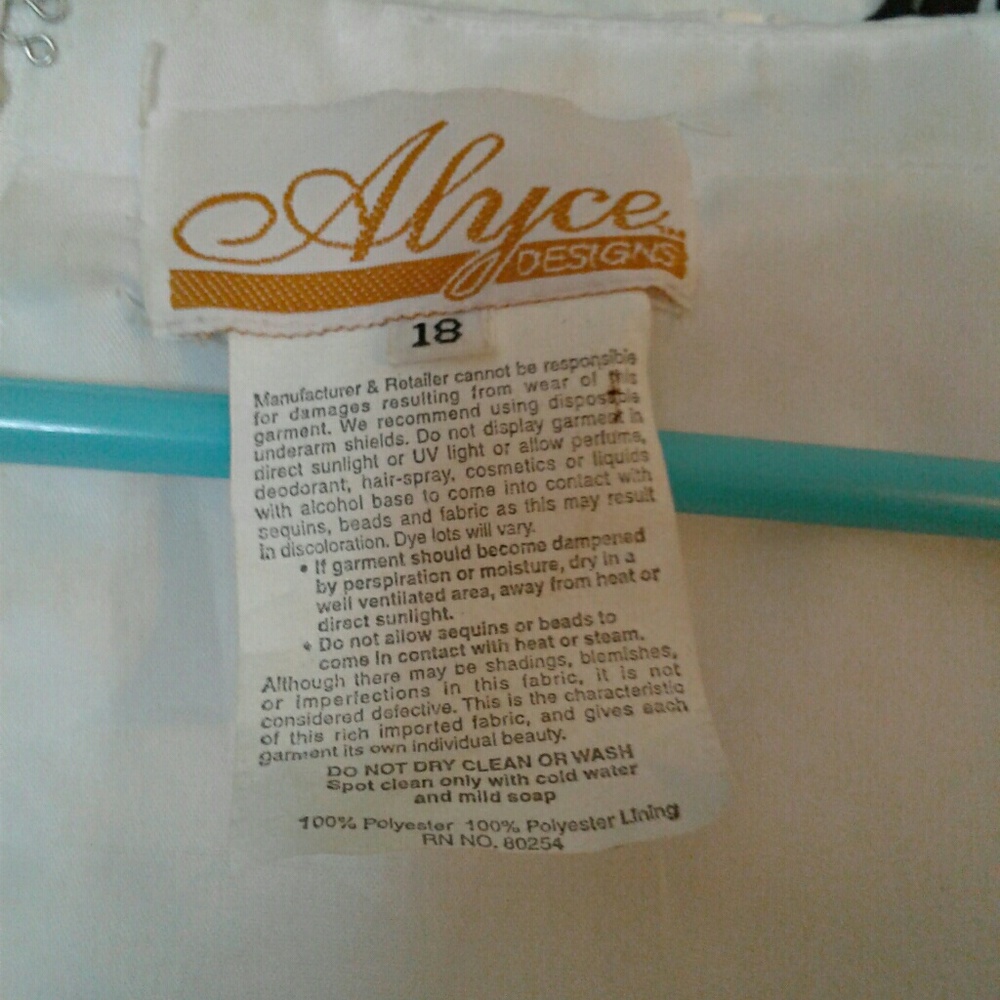 Alyce™
DESIGNS
18
Manufacturer & Retailer cannot be responsible
for damages resulting from wear of this
garment. We recommend using disposable
underarm shields. Do not display garment in
direct sunlight or UV light or allow perfume,
deodorant, hair-spray, cosmetics or liquids
with alcohol base to come into contact with
sequins, beads and fabric as this may result
in discoloration. Dye lots will vary.
• If garment should become dampened
by perspiration or moisture, dry in a
well ventilated area, away from heat or
direct sunlight.
• Do not allow sequins or beads to
come in contact with heat or steam.
Although there may be shadings, blemishes,
or imperfections in this fabric, it is not
considered defective. This is the characteristic
of this rich imported fabric, and gives each
garment its own individual beauty.
DO NOT DRY CLEAN OR WASH
Spot clean only with cold water
and mild soap
100% Polyester 100% Polyester Lining
RN NO. 80254